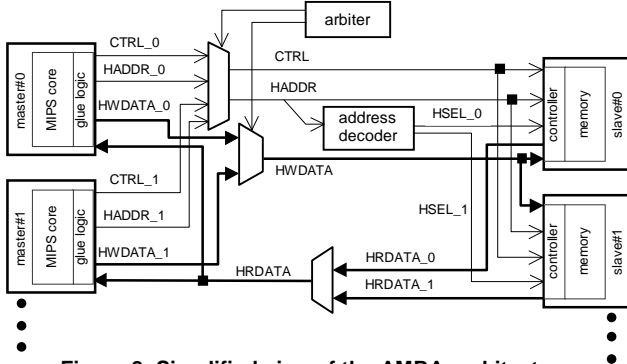 arbiter
CTRL_0
HADDR_0
HWDATA_0
master#0
MIPS core
glue logic
CTRL
HADDR
address
decoder
HSEL_0
controller
memory
slave#0
HWDATA
CTRL_1
HADDR_1
HWDATA_1
master#1
MIPS core
glue logic
HSEL_1
HRDATA
HRDATA_0
HRDATA_1
controller
memory
slave#1